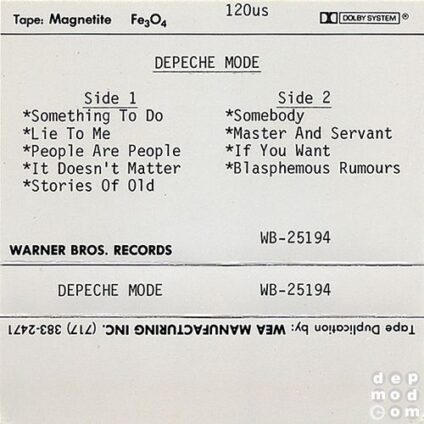 Tape: Magnetite Fe3O4 120us DOLBY SYSTEM ®
DEPECHE MODE
Side 1
*Something To Do
*Lie To Me
*People Are People
*It Doesn't Matter
*Stories Of Old
Side 2
*Somebody
*Master And Servant
*If You Want
*Blasphemous Rumours
WB-25194
WARNER BROS. RECORDS
DEPECHE MODE WB-25194
Tape Duplication by: WEA MANUFACTURING INC. (717) 383-2471
dep
mod
com